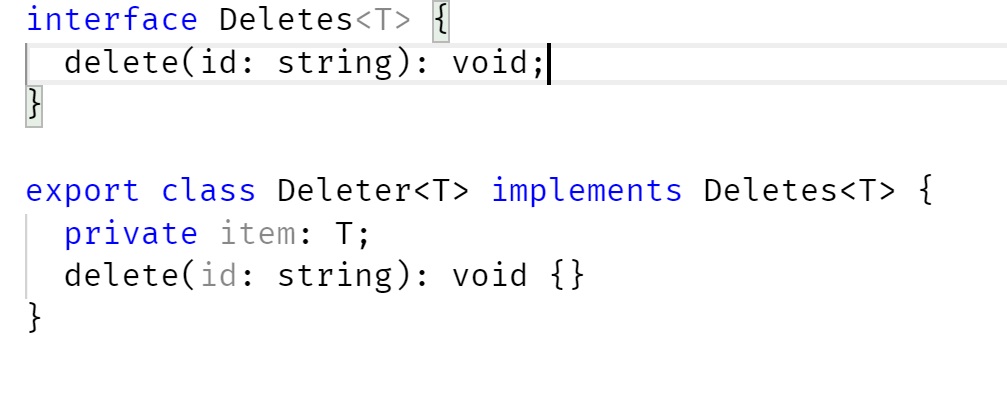 interface Deletes<T> {
  delete(id: string): void;
}
export class Deleter<T> implements Deletes<T> {
  private item: T;
  delete(id: string): void {}
}